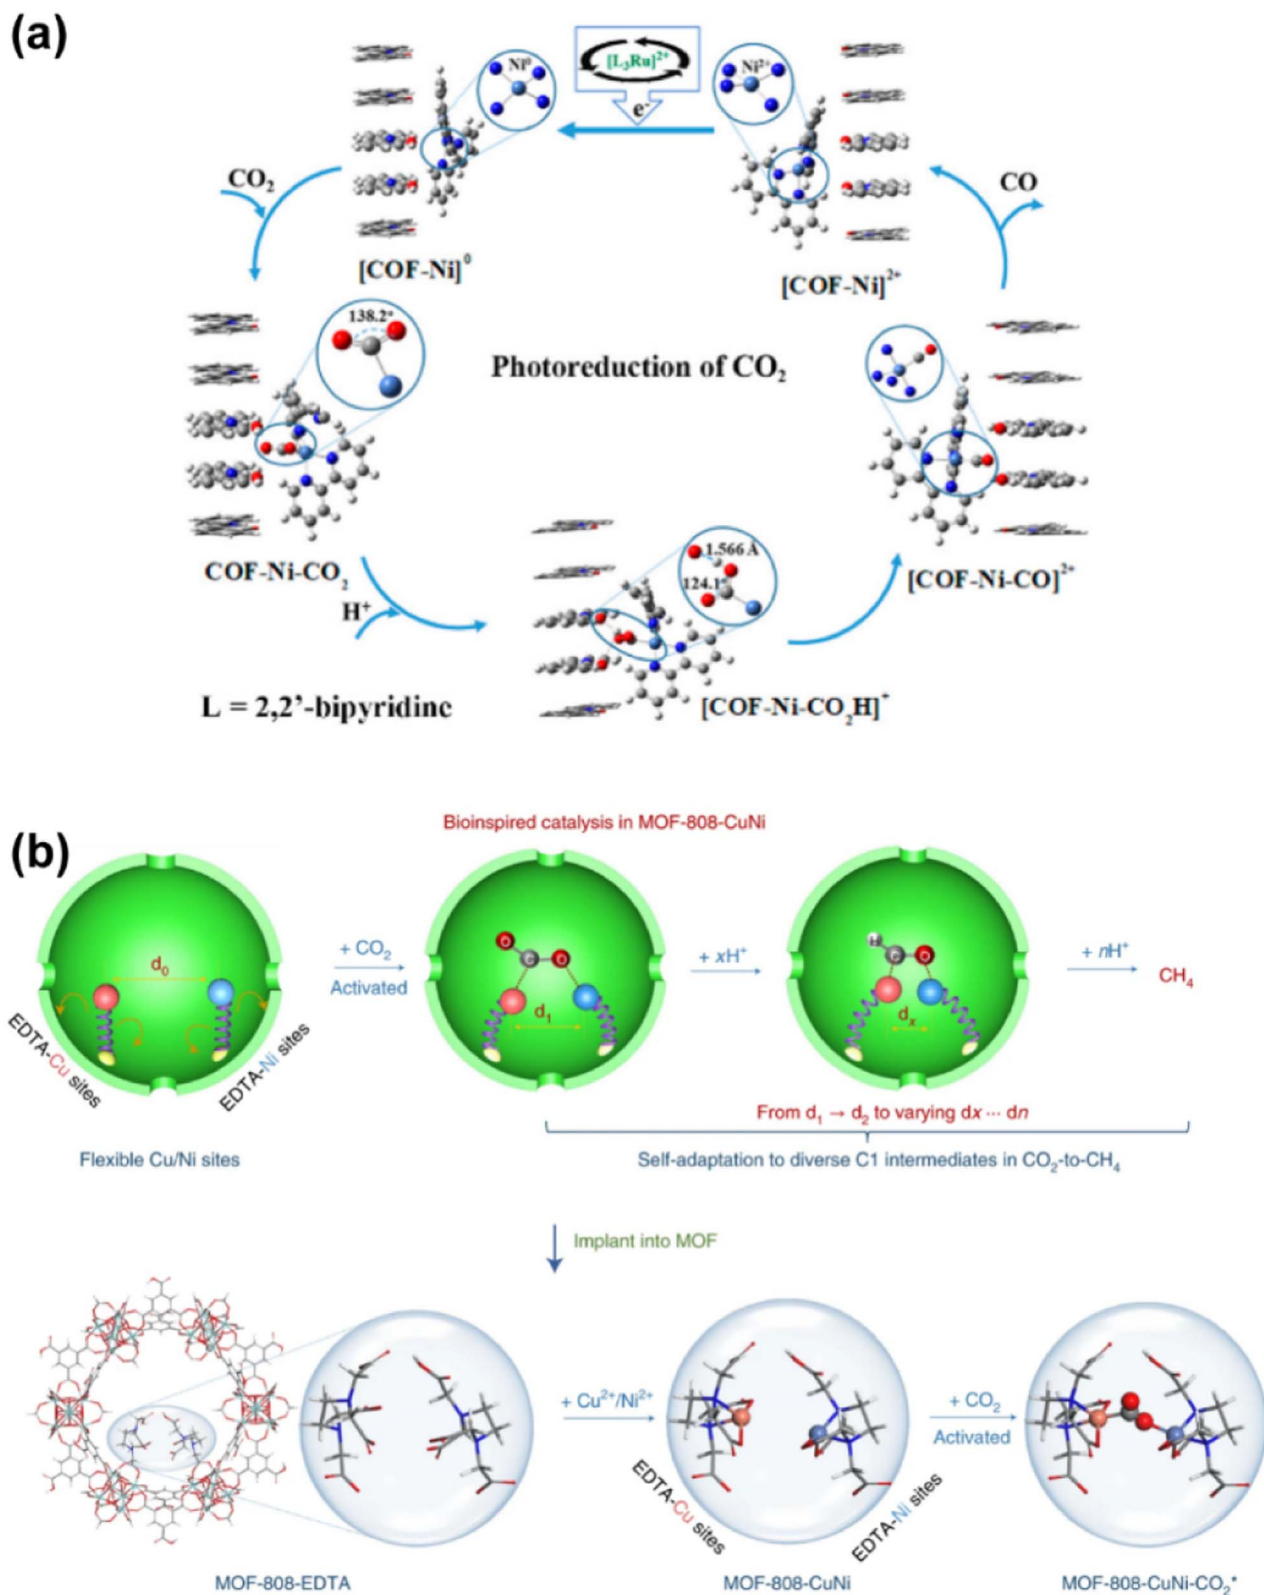 (a)
Ni⁰
[L₃Ru]²⁺
Ni²⁺
e⁻
CO₂
CO
[COF-Ni]⁰
[COF-Ni]²⁺
138.2°
Photoreduction of CO₂
COF-Ni-CO₂
[COF-Ni-CO]²⁺
1.566 Å
124.1°
H⁺
L = 2,2’-bipyridine
[COF-Ni-CO₂H]⁺
Bioinspired catalysis in MOF-808-CuNi
(b)
d₀
EDTA-Cu sites
EDTA-Ni sites
+ CO₂
Activated
O
C
O
d₁
+ xH⁺
H
C
O
dₓ
+ nH⁺
CH₄
From d₁ → d₂ to varying dx ··· dn
Flexible Cu/Ni sites
Self-adaptation to diverse C1 intermediates in CO₂-to-CH₄
Implant into MOF
+ Cu²⁺/Ni²⁺
+ CO₂
Activated
EDTA-Cu sites
EDTA-Ni sites
MOF-808-EDTA
MOF-808-CuNi
MOF-808-CuNi-CO₂*